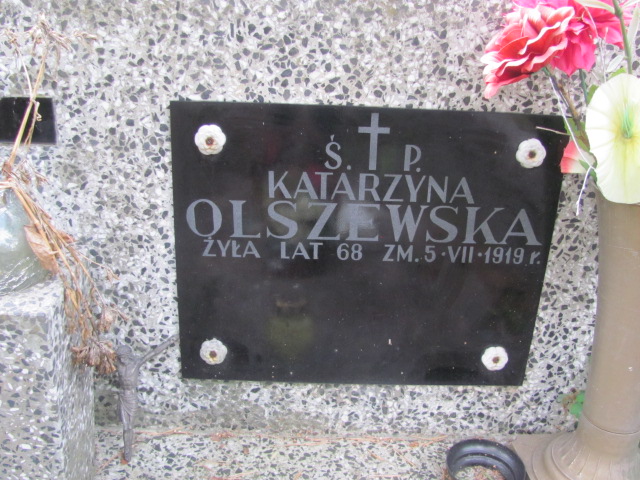 Ś. P.
KATARZYNA
OLSZEWSKA
ŻYŁA LAT 68 ZM. 5·VII·1919 r.